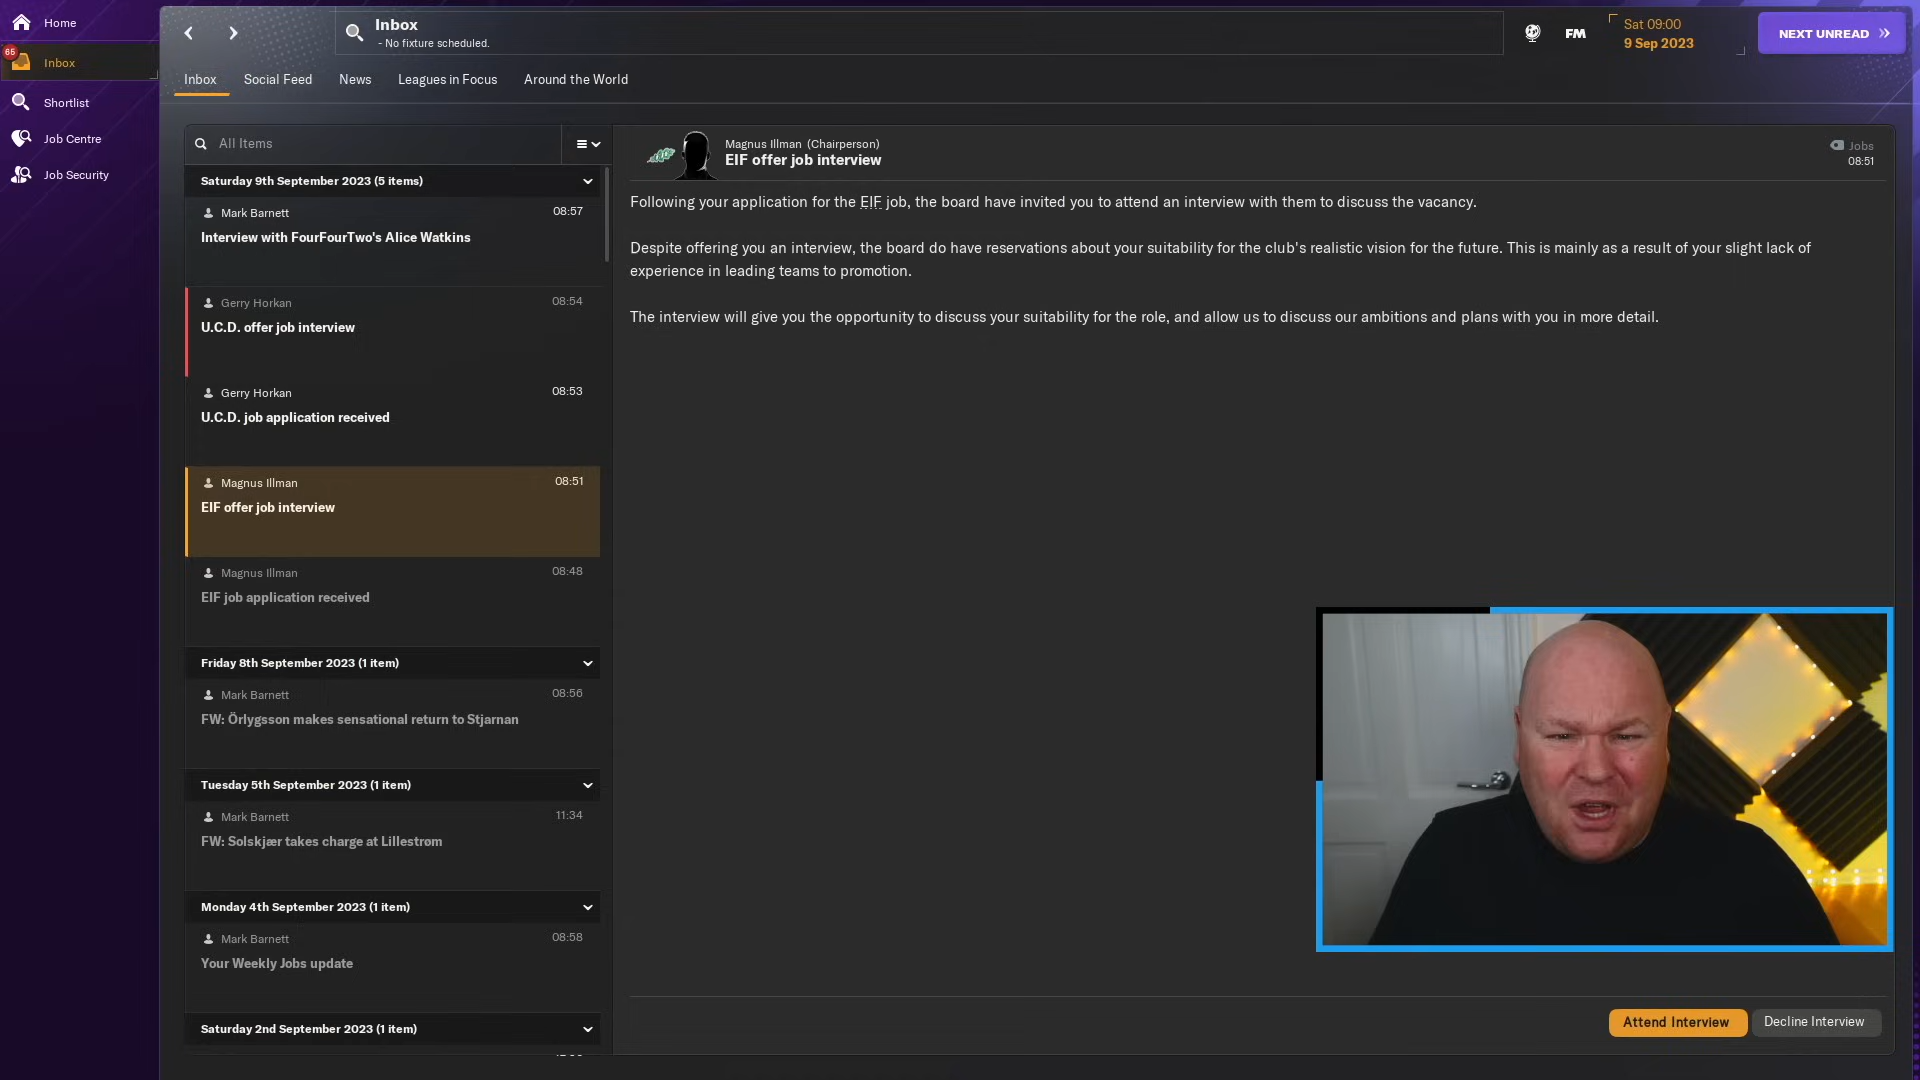 Home
65
Inbox
Shortlist
Job Centre
Job Security
Inbox
- No fixture scheduled.
FM
Sat 09:00
9 Sep 2023
NEXT UNREAD
Inbox
Social Feed
News
Leagues in Focus
Around the World
All Items
Saturday 9th September 2023 (5 items)
Mark Barnett
08:57
Interview with FourFourTwo's Alice Watkins
Gerry Horkan
08:54
U.C.D. offer job interview
Gerry Horkan
08:53
U.C.D. job application received
Magnus Illman
08:51
EIF offer job interview
Magnus Illman
08:48
EIF job application received
Friday 8th September 2023 (1 item)
Mark Barnett
08:56
FW: Örlygsson makes sensational return to Stjarnan
Tuesday 5th September 2023 (1 item)
Mark Barnett
11:34
FW: Solskjær takes charge at Lillestrøm
Monday 4th September 2023 (1 item)
Mark Barnett
08:58
Your Weekly Jobs update
Saturday 2nd September 2023 (1 item)
Magnus Illman (Chairperson)
EIF offer job interview
Jobs
08:51
Following your application for the EIF job, the board have invited you to attend an interview with them to discuss the vacancy.
Despite offering you an interview, the board do have reservations about your suitability for the club's realistic vision for the future. This is mainly as a result of your slight lack of
experience in leading teams to promotion.
The interview will give you the opportunity to discuss your suitability for the role, and allow us to discuss our ambitions and plans with you in more detail.
Attend Interview
Decline Interview